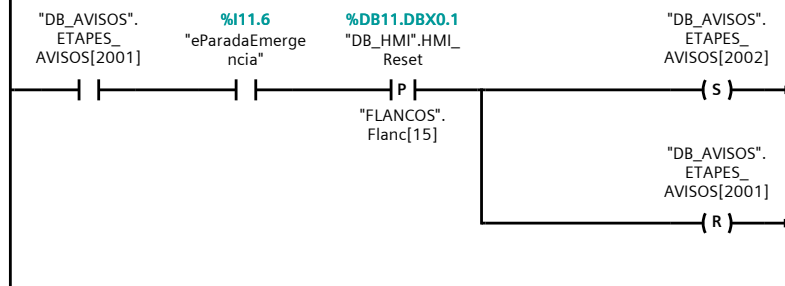 "DB_AVISOS".
ETAPES_
AVISOS[2001]
%I11.6
"eParadaEmerge
ncia"
%DB11.DBX0.1
"DB_HMI".HMI_
Reset
P
"FLANCOS".
Flanc[15]
"DB_AVISOS".
ETAPES_
AVISOS[2002]
S
"DB_AVISOS".
ETAPES_
AVISOS[2001]
R